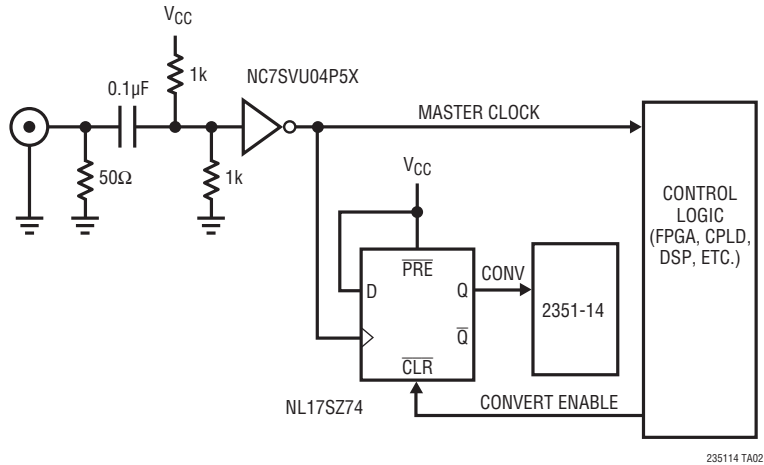 VCC
1k
0.1µF
NC7SVU04P5X
MASTER CLOCK
50Ω
1k
VCC
CONTROL
LOGIC
(FPGA, CPLD,
DSP, ETC.)
PRE
D
Q
CONV
2351-14
Q
CLR
NL17SZ74
CONVERT ENABLE
235114 TA02